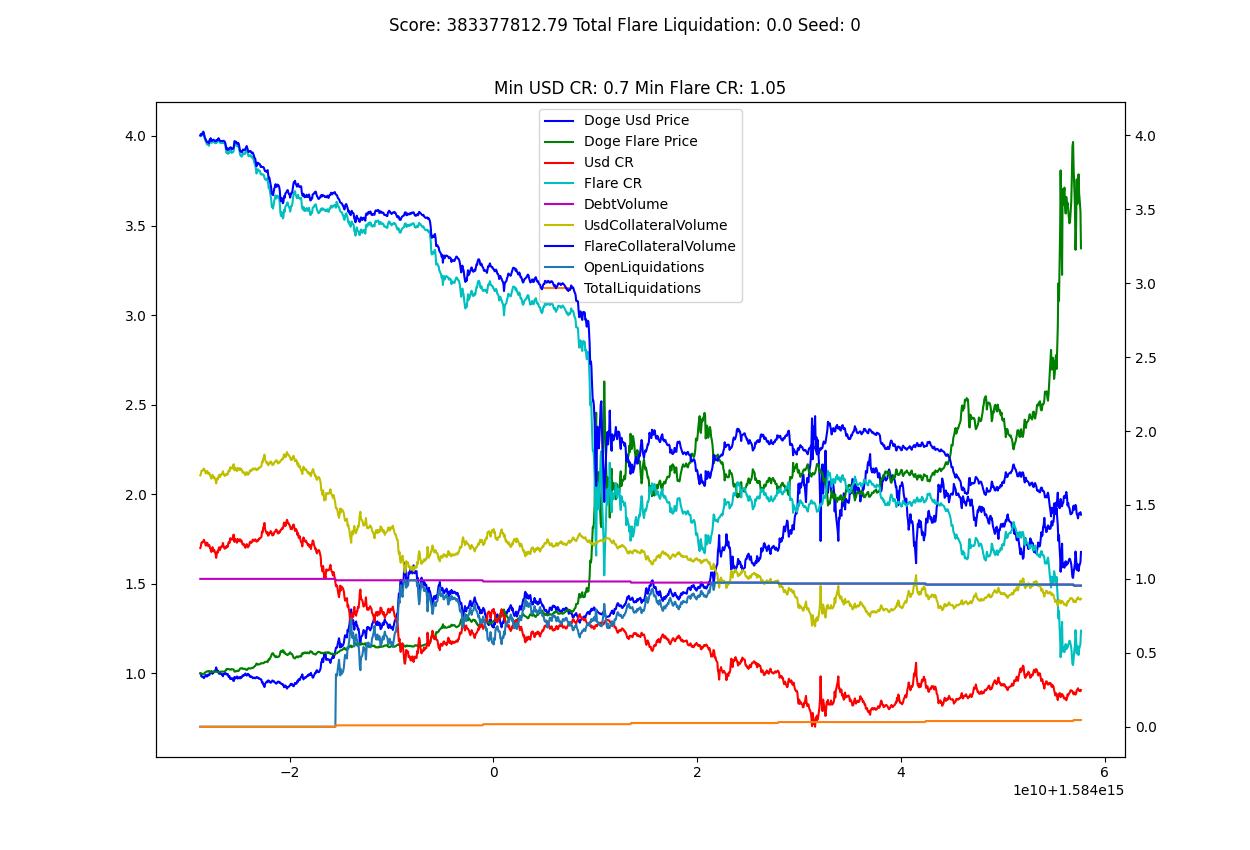 Score: 383377812.79 Total Flare Liquidation: 0.0 Seed: 0
Min USD CR: 0.7 Min Flare CR: 1.05
Doge Usd Price
Doge Flare Price
Usd CR
Flare CR
DebtVolume
UsdCollateralVolume
FlareCollateralVolume
OpenLiquidations
TotalLiquidations
4.0
3.5
3.0
2.5
2.0
1.5
1.0
4.0
3.5
3.0
2.5
2.0
1.5
1.0
0.5
0.0
−2
0
2
4
6
1e10+1.584e15